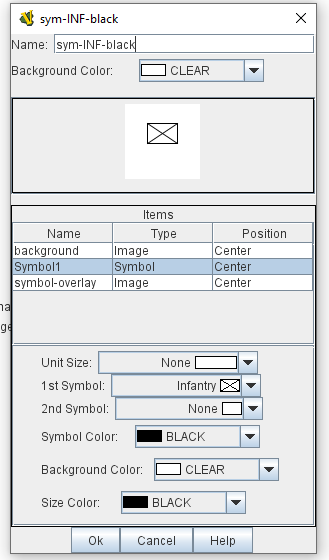 sym-INF-black
Name: sym-INF-black
Background Color: CLEAR
Items
Name Type Position
background Image Center
Symbol1 Symbol Center
symbol-overlay Image Center
Unit Size: None
1st Symbol: Infantry
2nd Symbol: None
Symbol Color: BLACK
Background Color: CLEAR
Size Color: BLACK
Ok Cancel Help